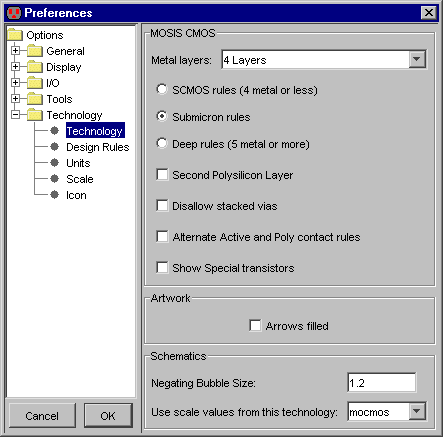 Preferences
Options
General
Display
I/O
Tools
Technology
Technology
Design Rules
Units
Scale
Icon
Cancel
OK
MOSIS CMOS
Metal layers: 4 Layers
SCMOS rules (4 metal or less)
Submicron rules
Deep rules (5 metal or more)
Second Polysilicon Layer
Disallow stacked vias
Alternate Active and Poly contact rules
Show Special transistors
Artwork
Arrows filled
Schematics
Negating Bubble Size: 1.2
Use scale values from this technology: mocmos